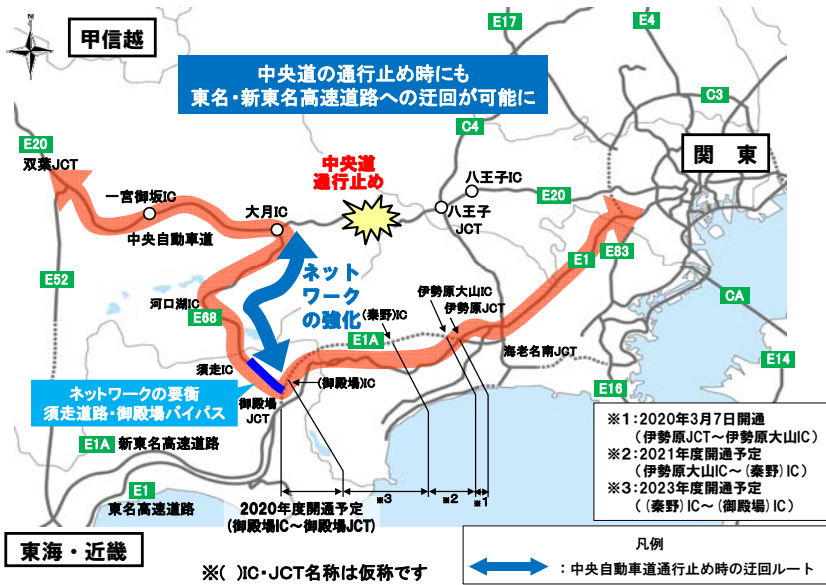 甲信越
中央道の通行止め時にも
東名・新東名高速道路への迂回が可能に
E17
E4
C3
C4
関 東
E20
双葉JCT
中央道
通行止め
一宮御坂IC
大月IC
八王子IC
E20
八王子
JCT
中央自動車道
E52
ネット
ワーク
の強化
E1
E83
河口湖IC
E68
伊勢原大山IC
伊勢原JCT
(秦野)IC
E1A
CA
海老名南JCT
須走IC
(御殿場)IC
E14
E16
ネットワークの要衝
須走道路・御殿場バイパス
御殿場
JCT
E1A 新東名高速道路
E1
東名高速道路
※3
※2
※1
2020年度開通予定
(御殿場IC～御殿場JCT)
※1:2020年3月7日開通
(伊勢原JCT～伊勢原大山IC)
※2:2021年度開通予定
(伊勢原大山IC～(秦野)IC)
※3:2023年度開通予定
((秦野)IC～(御殿場)IC)
東海・近畿
※( )IC・JCT名称は仮称です
凡例
:中央自動車道通行止め時の迂回ルート